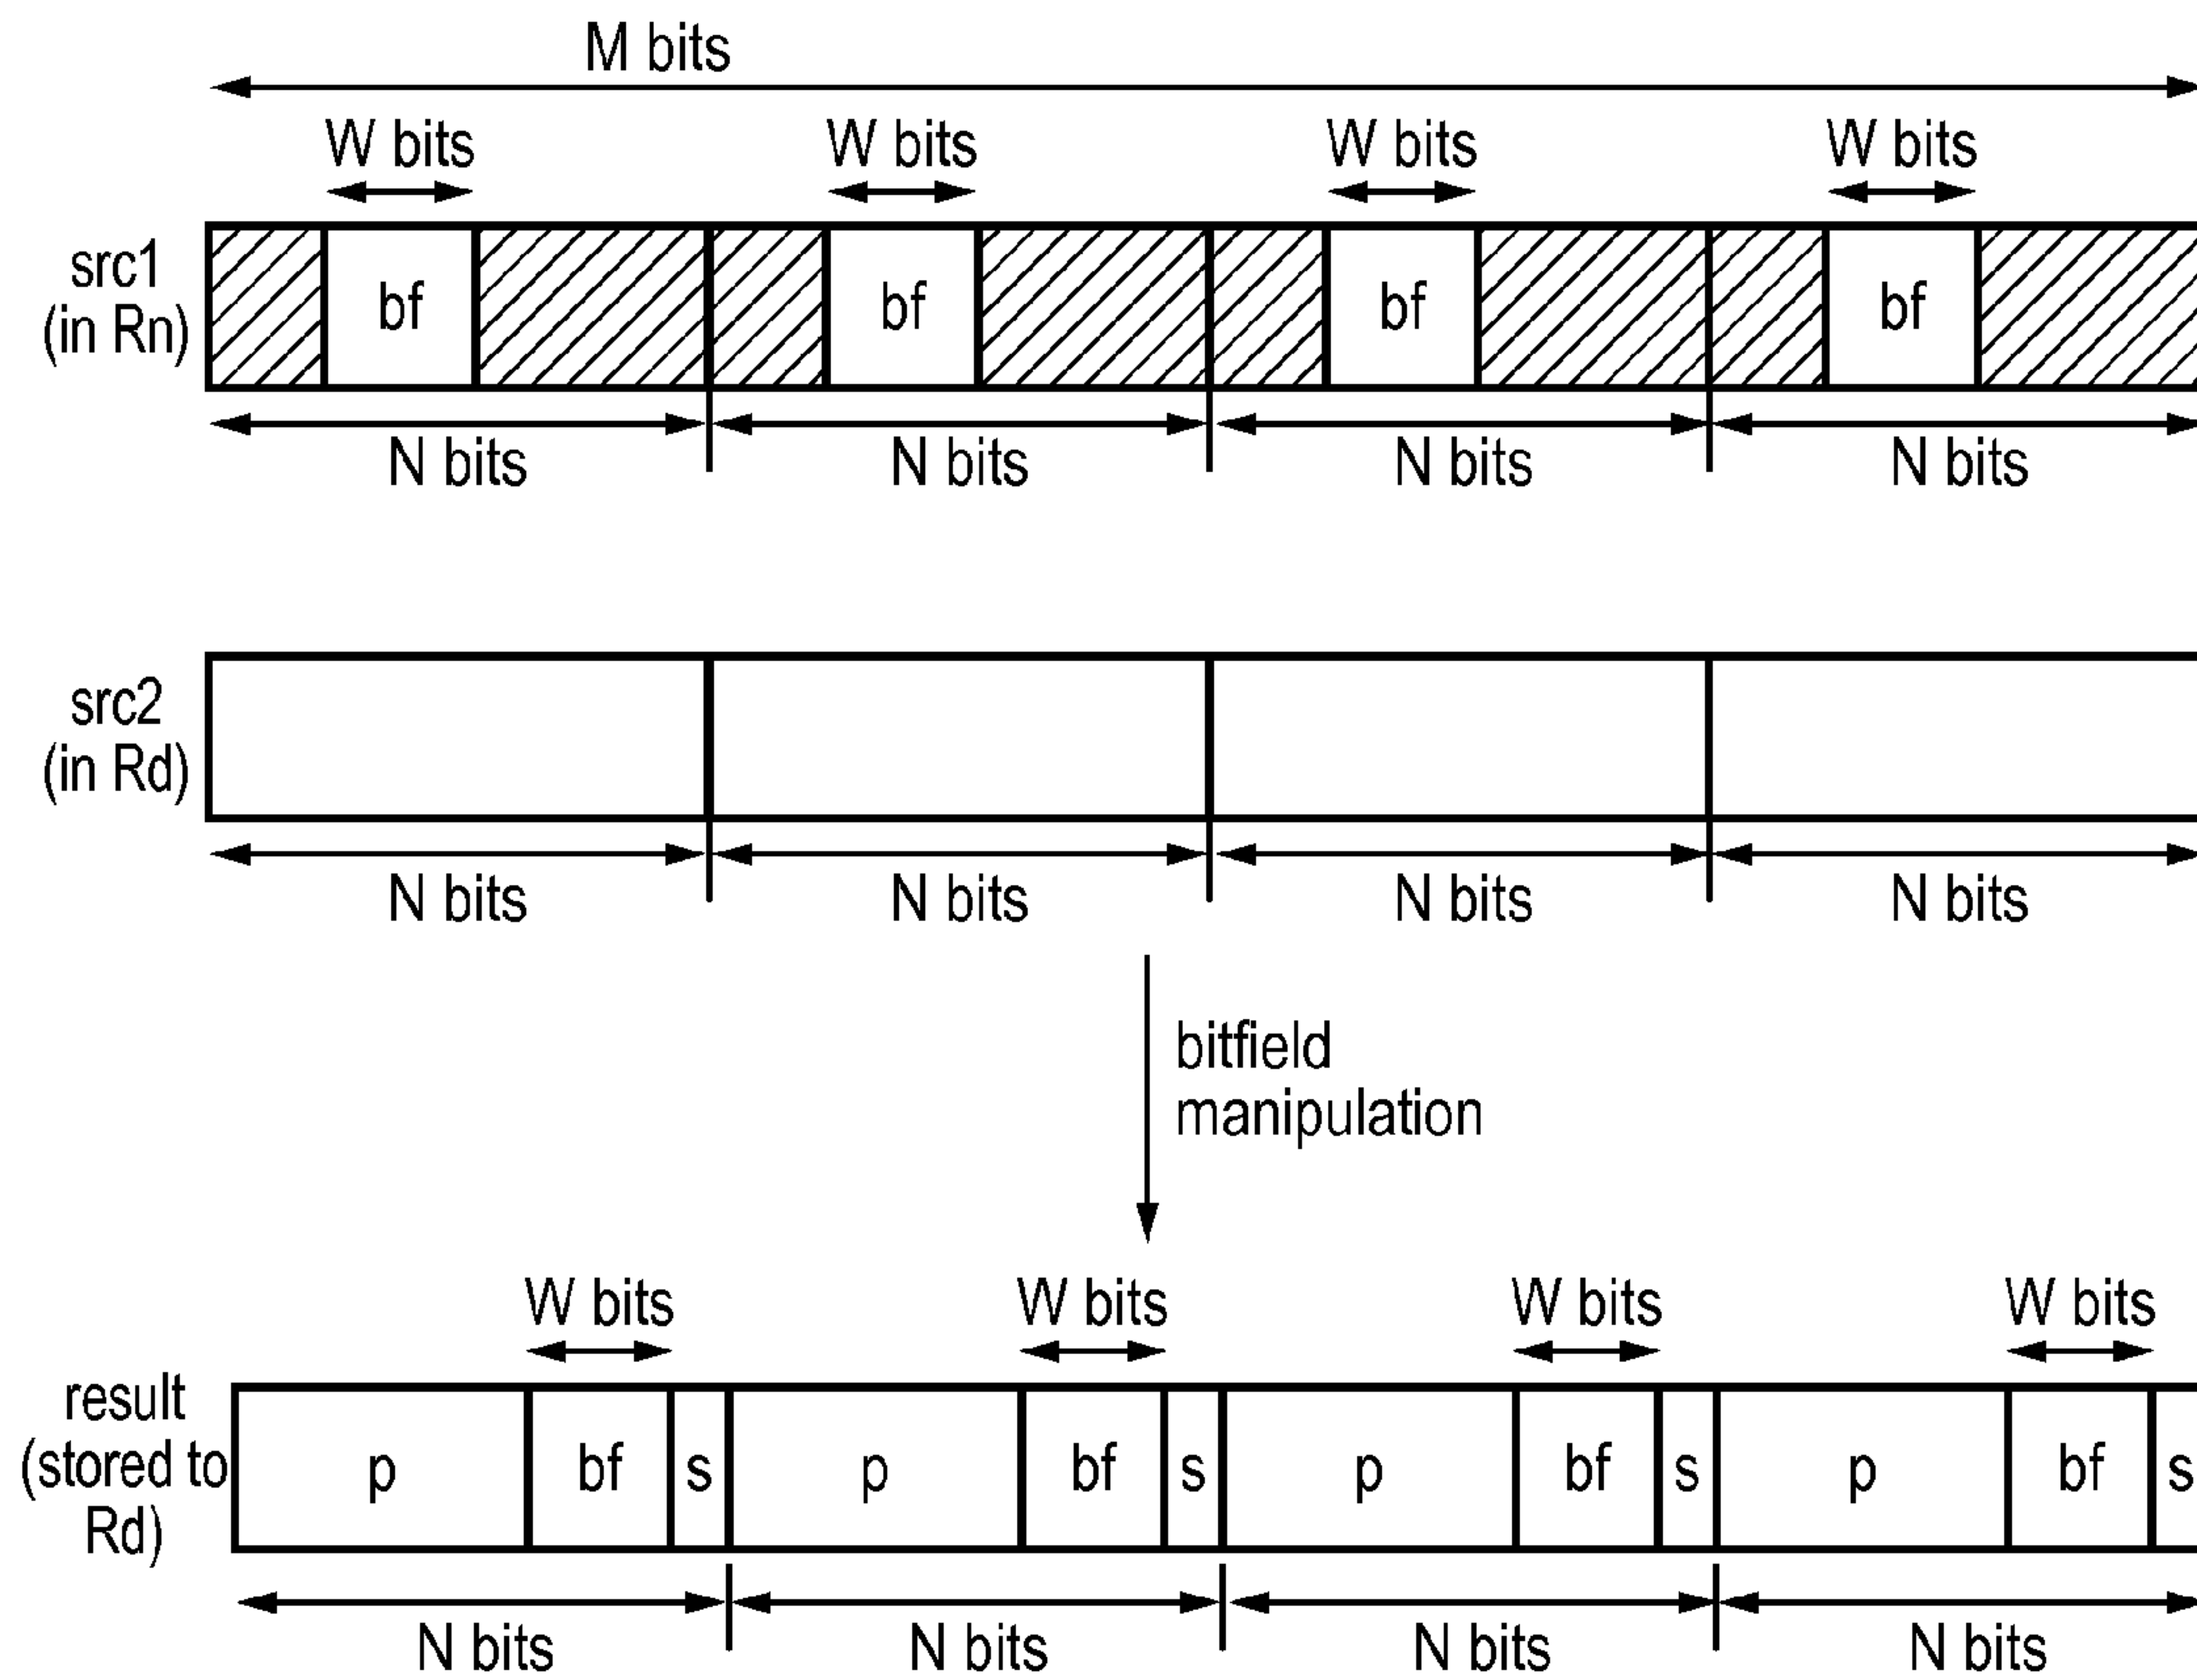 M bits
W bits W bits W bits W bits
src1
(in Rn)
bf bf bf bf
N bits N bits N bits N bits
src2
(in Rd)
N bits N bits N bits N bits
bitfield
manipulation
W bits W bits W bits W bits
result
(stored to
Rd)
p bf s p bf s p bf s p bf s
N bits N bits N bits N bits